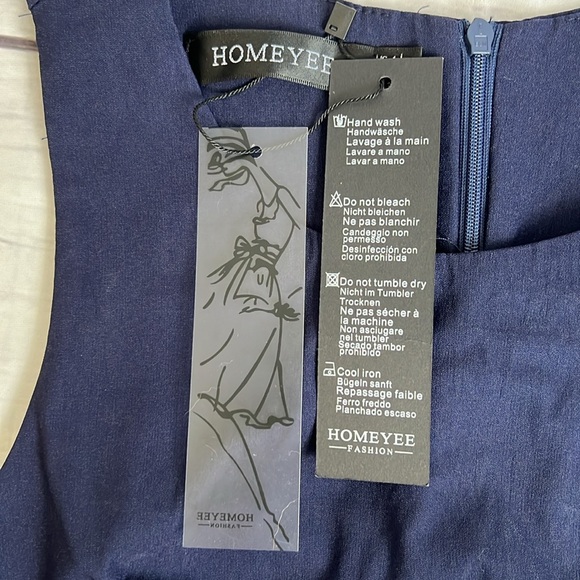 HOMEYEE
Hand wash
Handwäsche
Lavage à la main
Lavare a mano
Lavar a mano
Do not bleach
Nicht bleichen
Ne pas blanchir
Candeggio non
permesso
Desinfección con
cloro prohibida
Do not tumble dry
Nicht im Tumbler
Trocknen
Ne pas sécher à
la machine
Non asciugare
nel tumbler
Secado tambor
prohibido
Cool iron
Bügeln sanft
Repassage faible
Ferro freddo
Planchado escaso
HOMEYEE
FASHION
HOMEYEE
FASHION